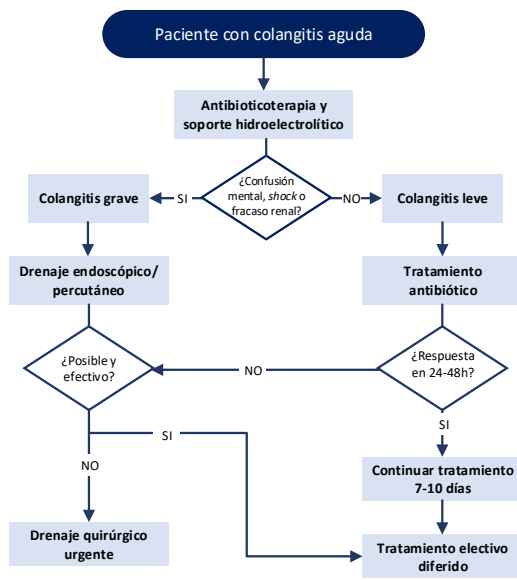 Paciente con colangitis aguda
Antibioticoterapia y
soporte hidroelectrolítico
¿Confusión
mental, shock o
fracaso renal?
SI
NO
Colangitis grave
Colangitis leve
Drenaje endoscópico/
percutáneo
Tratamiento
antibiótico
¿Posible y
efectivo?
NO
¿Respuesta
en 24-48h?
SI
SI
NO
Continuar tratamiento
7-10 días
Drenaje quirúrgico
urgente
Tratamiento electivo
diferido